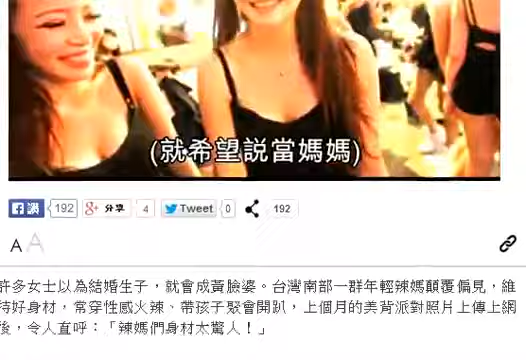 (就希望説當媽媽)
讚 192 分享 4 Tweet 0 192
A A
許多女士以為結婚生子，就會成黃臉婆。台灣南部一群年輕辣媽顛覆偏見，維
持好身材，常穿性感火辣、帶孩子聚會開趴，上個月的美背派對照片上傳上網
後，令人直呼：「辣媽們身材太驚人！」